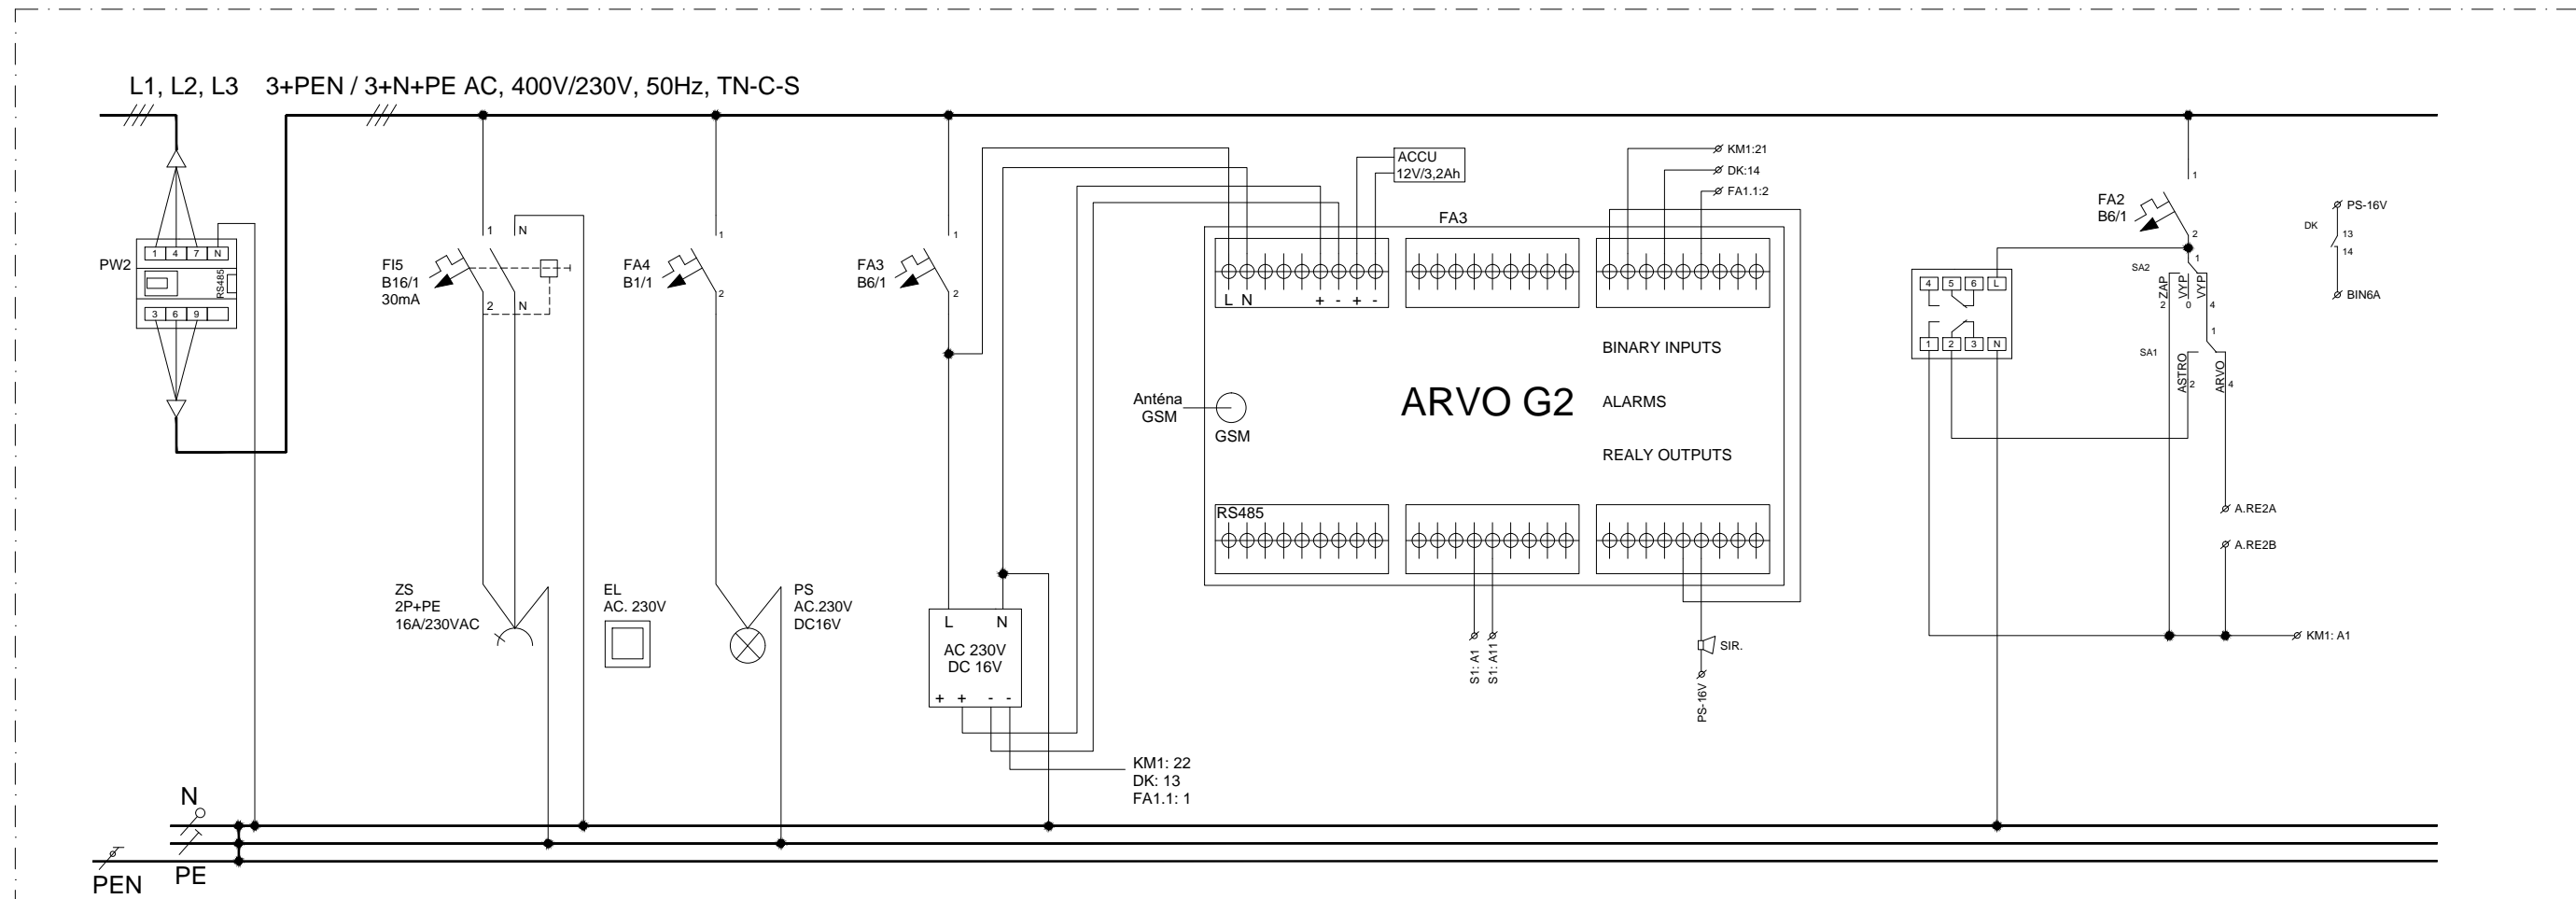 L1, L2, L3 3+PEN / 3+N+PE AC, 400V/230V, 50Hz, TN-C-S
PW2
1 4 7 N
RS485
3 6 9
FI5
B16/1
30mA
1 N
2 N
FA4
B1/1
1
2
FA3
B6/1
1
2
ACCU
12V/3,2Ah
KM1:21
DK:14
FA1.1:2
FA3
L N + - + -
BINARY INPUTS
ARVO G2
ALARMS
REALY OUTPUTS
Anténa
GSM
GSM
RS485
S1: A1
S1: A11
SIR.
PS-16V
ZS
2P+PE
16A/230VAC
EL
AC. 230V
PS
AC.230V
DC16V
L N
AC 230V
DC 16V
+ + - -
KM1: 22
DK: 13
FA1.1: 1
FA2
B6/1
1
2
4 5 6 L
1 2 3 N
SA2
1
ZAP
VYP
VYP
2 0 4
SA1
1
ASTRO
2
ARVO
4
A.RE2A
A.RE2B
KM1: A1
PS-16V
DK
13
14
BIN6A
N
PE
PEN